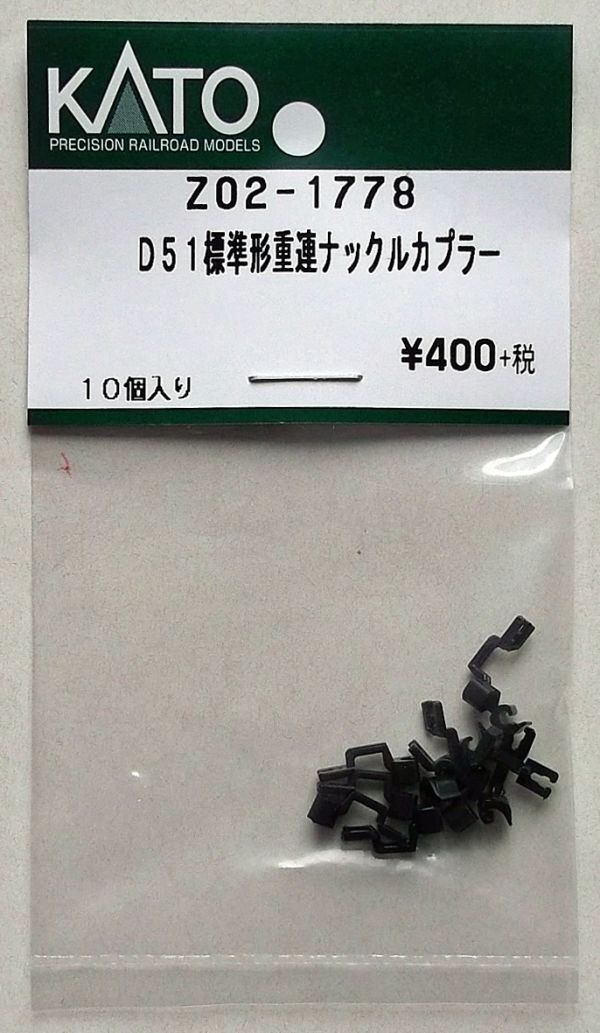 KATO
PRECISION RAILROAD MODELS
Z02-1778
D51標準形重連ナックルカプラー
¥400+税
10個入り